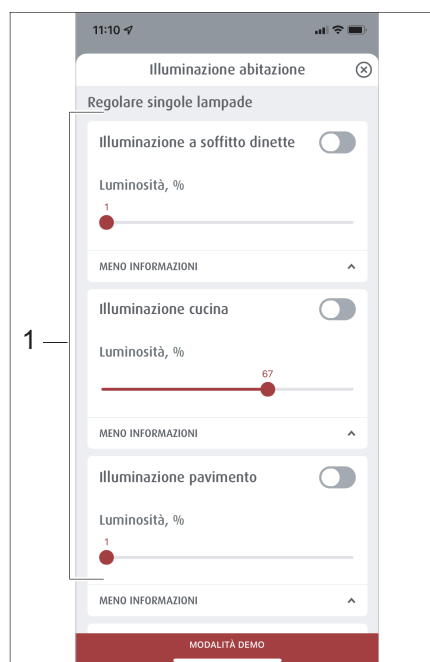 11:10
Illuminazione abitazione
Regolare singole lampade
Illuminazione a soffitto dinette
Luminosità, %
1
MENO INFORMAZIONI
Illuminazione cucina
Luminosità, %
67
MENO INFORMAZIONI
1
Illuminazione pavimento
Luminosità, %
1
MENO INFORMAZIONI
MODALITÀ DEMO